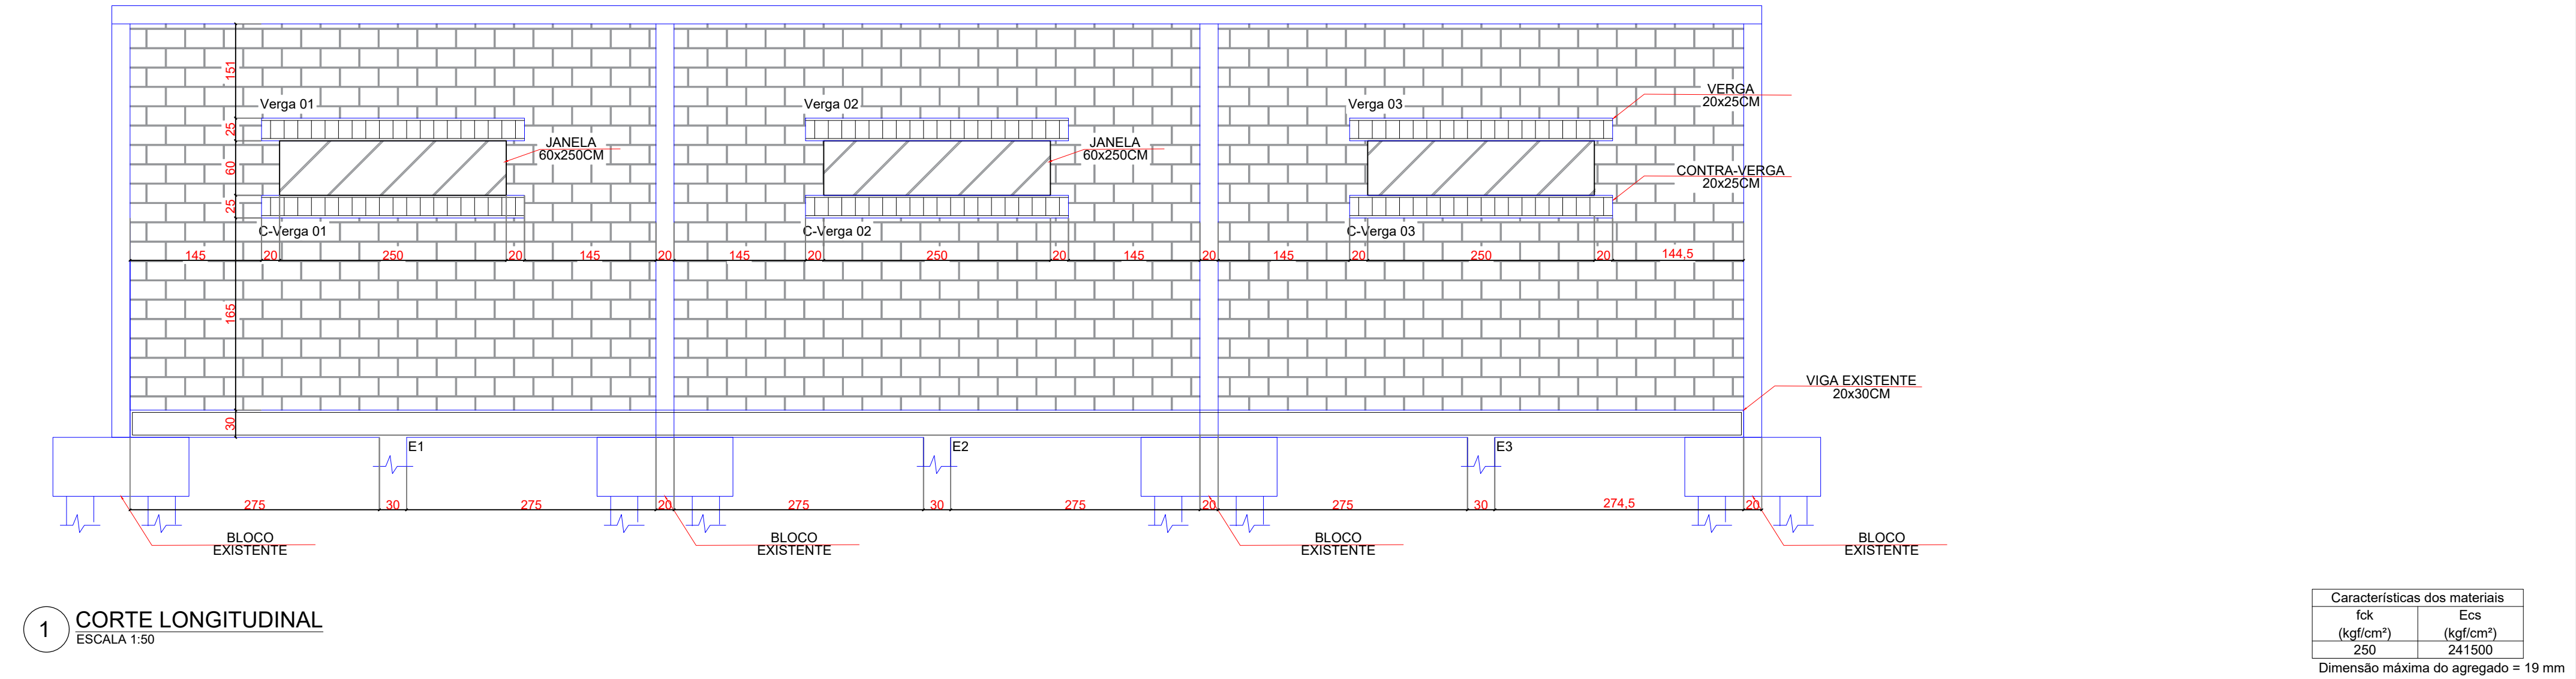 151
Verga 01
Verga 02
Verga 03
VERGA
20x25CM
25
JANELA
60x250CM
JANELA
60x250CM
60
CONTRA-VERGA
20x25CM
25
C-Verga 01
C-Verga 02
C-Verga 03
145 20 250 20 145 20 145 20 250 20 145 20 145 20 250 20 144,5
165
VIGA EXISTENTE
20x30CM
30
E1
E2
E3
275 30 275 20 275 30 275 20 275 30 274,5 20
BLOCO
EXISTENTE
BLOCO
EXISTENTE
BLOCO
EXISTENTE
BLOCO
EXISTENTE
1
CORTE LONGITUDINAL
ESCALA 1:50
Características dos materiais
fck Ecs
(kgf/cm²) (kgf/cm²)
250 241500
Dimensão máxima do agregado = 19 mm